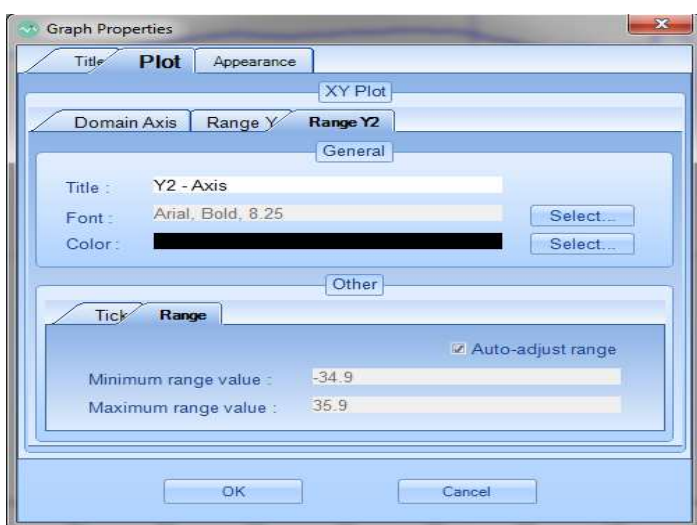 Graph Properties
Title Plot Appearance
XY Plot
Domain Axis Range Y Range Y2
General
Title : Y2 - Axis
Font : Arial, Bold, 8.25 Select...
Color : Select...
Other
Tick Range
Auto-adjust range
Minimum range value : -34.9
Maximum range value : 35.9
OK Cancel